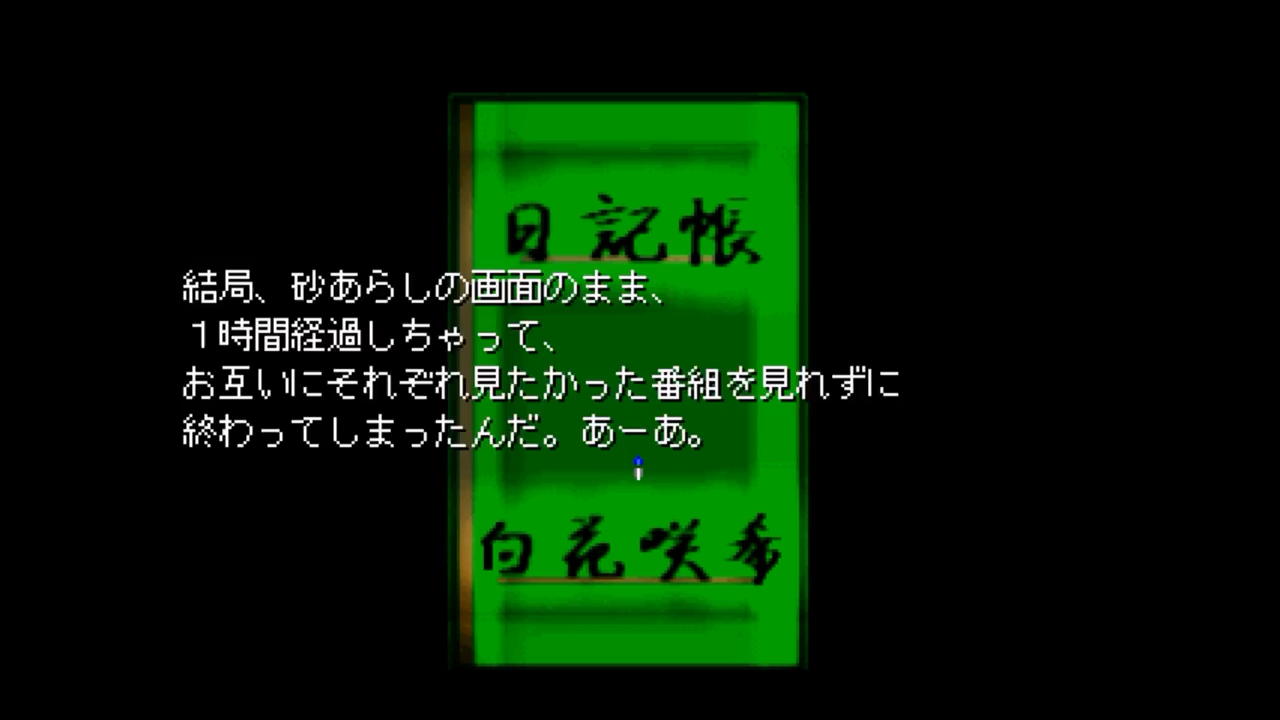 日記帳
結局、砂あらしの画面のまま、
１時間経過しちゃって、
お互いにそれぞれ見たかった番組を見れずに
終わってしまったんだ。あーあ。
白花咲希